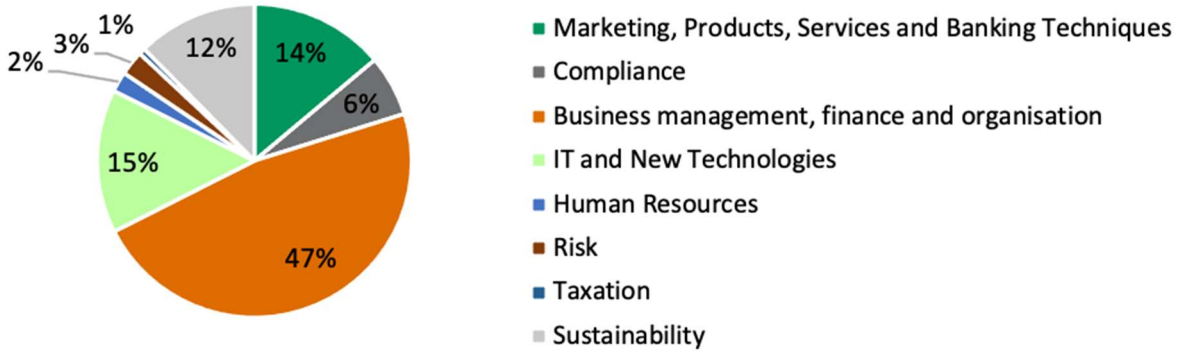 1%
3%
2%
12%
14%
6%
15%
47%
Marketing, Products, Services and Banking Techniques
Compliance
Business management, finance and organisation
IT and New Technologies
Human Resources
Risk
Taxation
Sustainability